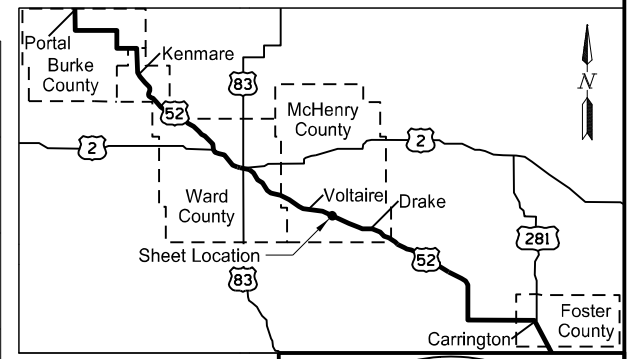 Portal
Burke
County
Kenmare
83
52
McHenry
County
N
2
2
Ward
County
Voltaire
Drake
281
Sheet Location
52
83
Foster
County
Carrington